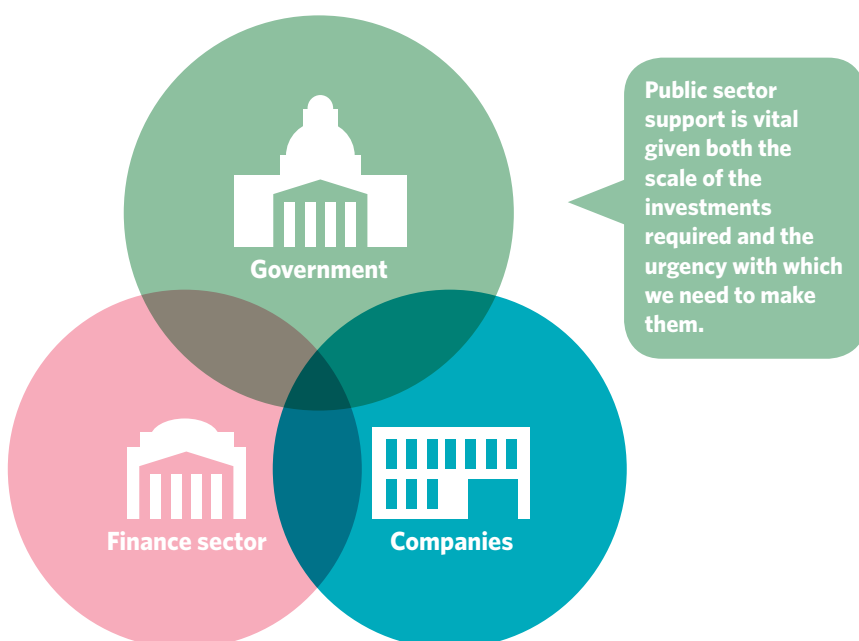 Public sector
support is vital
given both the
scale of the
investments
required and the
urgency with which
we need to make
them.
Government
Finance sector
Companies